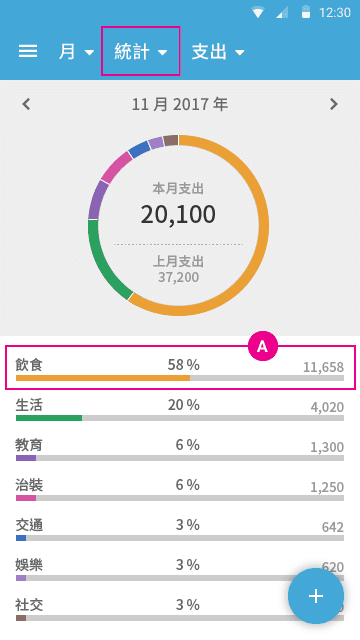 12:30
月 統計 支出
11 月 2017 年
本月支出
20,100
上月支出
37,200
A
飲食 58 % 11,658
生活 20 % 4,020
教育 6 % 1,300
治裝 6 % 1,250
交通 3 % 642
娛樂 3 % 620
社交 3 %